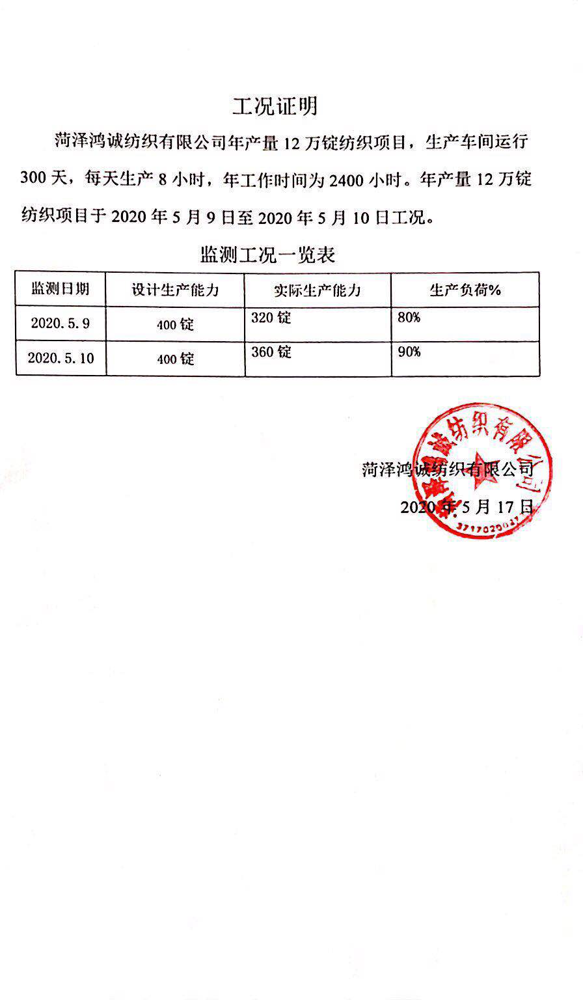 工况证明
菏泽鸿诚纺织有限公司年产量 12 万锭纺织项目，生产车间运行
300 天，每天生产 8 小时，年工作时间为 2400 小时。年产量 12 万锭
纺织项目于 2020 年 5 月 9 日至 2020 年 5 月 10 日工况。
监测工况一览表
监测日期 设计生产能力 实际生产能力 生产负荷%
2020. 5. 9 400 锭 320 锭 80%
2020. 5. 10 400 锭 360 锭 90%
诚纺织有限公司
菏泽鸿诚纺织有限公司
2020 年 5 月 17 日